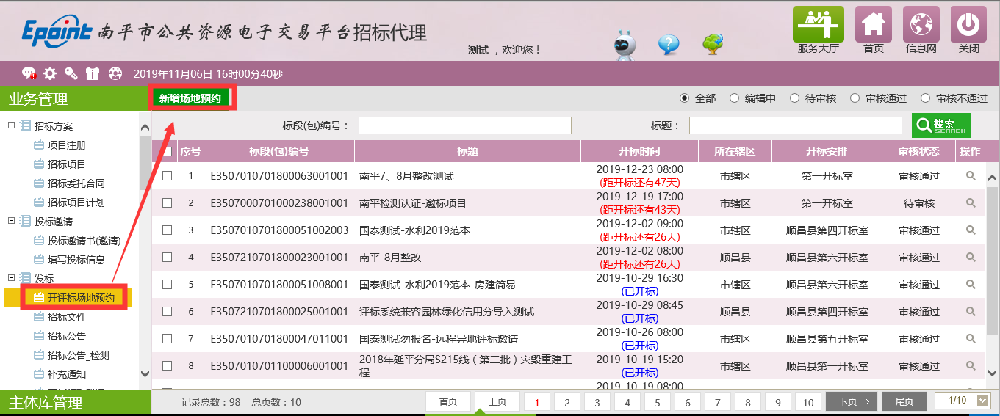 Epoint 南平市公共资源电子交易平台招标代理
测试 ，欢迎您！
服务大厅 首页 信息网 关闭
2019年11月06日 16时00分40秒
业务管理
新增场地预约
全部 编辑中 待审核 审核通过 审核不通过
招标方案
项目注册
招标项目
招标委托合同
招标项目计划
投标邀请
投标邀请书(邀请)
填写投标信息
发标
开评标场地预约
招标文件
招标公告
招标公告_检测
补充通知
主体库管理
标段(包)编号： 标题： 搜索 SEARCH
序号 标段(包)编号 标题 开标时间 所在辖区 开标安排 审核状态 操作
1 E3507010701800063001001 南平7、8月整改测试 2019-12-23 08:00 市辖区 第一开标室 审核通过
(距开标还有47天)
2 E3507000701000238001001 南平检测认证-邀标项目 2019-12-19 17:00 市辖区 第一开标室 待审核
(距开标还有43天)
3 E3507010701800051002003 国泰测试-水利2019范本 2019-12-02 09:00 市辖区 顺昌县第四开标室 审核通过
(距开标还有26天)
4 E3507210701800023001001 南平-8月整改 2019-12-02 08:00 顺昌县 顺昌县第六开标室 审核通过
(距开标还有26天)
5 E3507010701800051008001 国泰测试-水利2019范本-房建简易 2019-10-29 16:30 市辖区 顺昌县第六开标室 审核通过
(已开标)
6 E3507210701800025001001 评标系统兼容园林绿化信用分导入测试 2019-10-29 08:45 顺昌县 顺昌县第四开标室 审核通过
(已开标)
7 E3507010701800047011001 国泰测试勿报名-远程异地评标邀请 2019-10-26 08:00 市辖区 顺昌县第五开标室 审核通过
(已开标)
8 E3507010701100006001001 2018年延平分局S215线（第二批）灾毁重建工程 2019-10-19 15:20 市辖区 顺昌县第一开标室 审核通过
(已开标)
2019-10-19 08:00
记录总数：98 总页数：10 首页 上页 1 2 3 4 5 6 7 8 9 10 下页 尾页 1/10